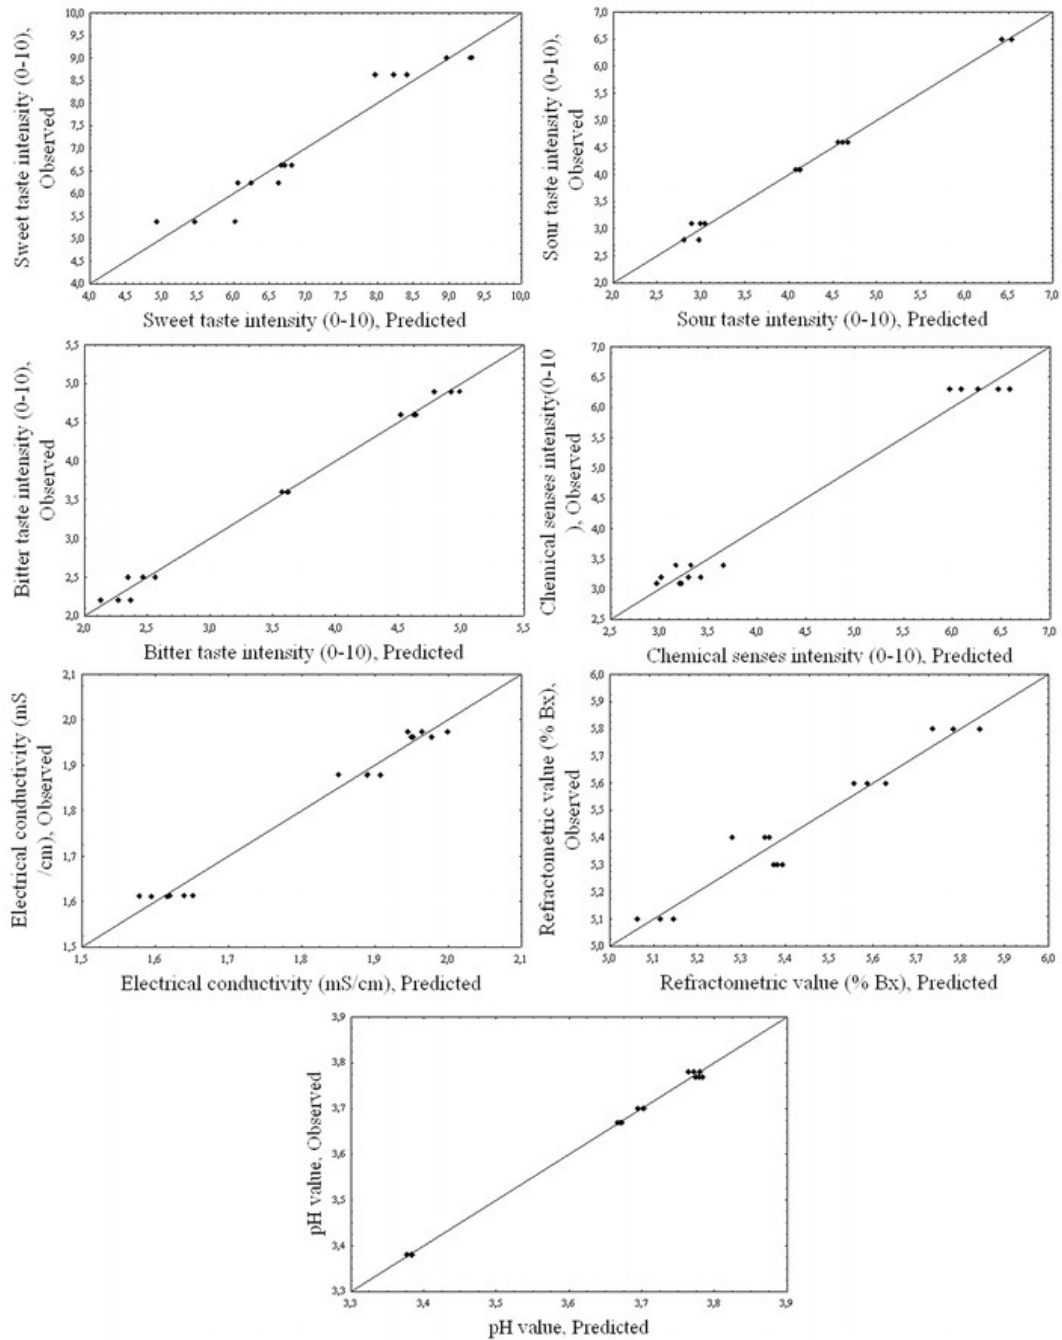 Sweet taste intensity (0-10),
Observed
10,0
9,5
9,0
8,5
8,0
7,5
7,0
6,5
6,0
5,5
5,0
4,5
4,0
4,0 4,5 5,0 5,5 6,0 6,5 7,0 7,5 8,0 8,5 9,0 9,5 10,0
Sweet taste intensity (0-10), Predicted
Sour taste intensity (0-10),
Observed
7,0
6,5
6,0
5,5
5,0
4,5
4,0
3,5
3,0
2,5
2,0
2,0 2,5 3,0 3,5 4,0 4,5 5,0 5,5 6,0 6,5 7,0
Sour taste intensity (0-10), Predicted
Bitter taste intensity (0-10),
Observed
5,5
5,0
4,5
4,0
3,5
3,0
2,5
2,0
2,0 2,5 3,0 3,5 4,0 4,5 5,0 5,5
Bitter taste intensity (0-10), Predicted
Chemical senses intensity(0-10
), Observed
7,0
6,5
6,0
5,5
5,0
4,5
4,0
3,5
3,0
2,5
2,5 3,0 3,5 4,0 4,5 5,0 5,5 6,0 6,5 7,0
Chemical senses intensity (0-10), Predicted
Electrical conductivity (mS
/cm), Observed
2,1
2,0
1,9
1,8
1,7
1,6
1,5
1,5 1,6 1,7 1,8 1,9 2,0 2,1
Electrical conductivity (mS/cm), Predicted
Refractometric value (% Bx),
Observed
6,0
5,9
5,8
5,7
5,6
5,5
5,4
5,3
5,2
5,1
5,0
5,0 5,1 5,2 5,3 5,4 5,5 5,6 5,7 5,8 5,9 6,0
Refractometric value (% Bx), Predicted
pH value, Observed
3,9
3,8
3,7
3,6
3,5
3,4
3,3
3,3 3,4 3,5 3,6 3,7 3,8 3,9
pH value, Predicted